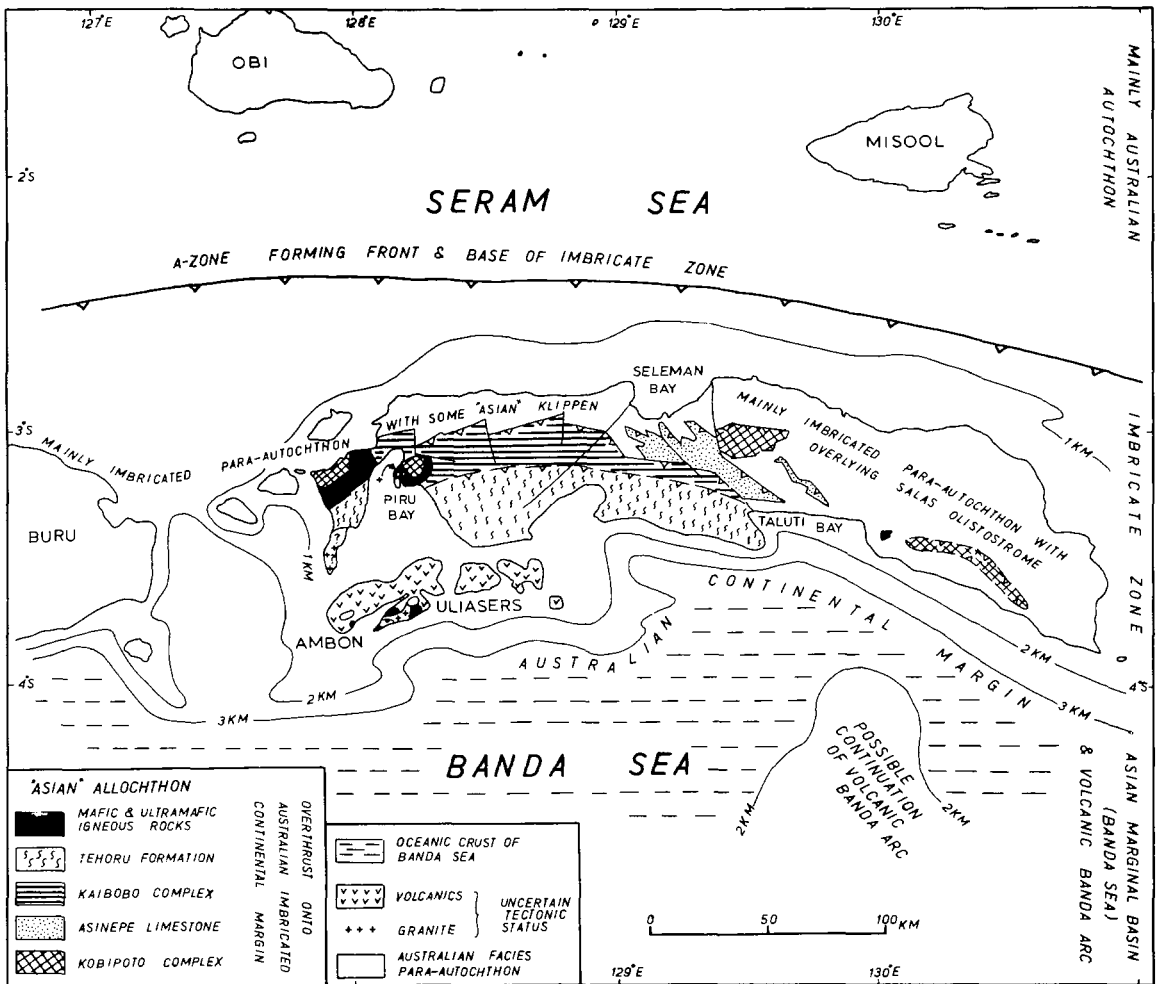 127°E
128°E
129°E
130°E
OBI
MISOOL
MAINLY AUSTRALIAN
AUTOCHTHON
2°S
SERAM SEA
A-ZONE FORMING FRONT & BASE OF IMBRICATE ZONE
SELEMAN
BAY
3°S
WITH SOME "ASIAN" KLIPPEN
MAINLY IMBRICATED PARA-AUTOCHTHON
MAINLY IMBRICATED PARA-AUTOCHTHON WITH
OVERLYING SALAS OLISTOSTROME
1 KM
IMBRICATE ZONE
PIRU
BAY
BURU
TALUTI BAY
1 KM
ULIASERS
AMBON
AUSTRALIAN CONTINENTAL MARGIN
2 KM
3 KM
2 KM
3 KM
4°S
4°S
BANDA SEA
POSSIBLE
CONTINUATION
OF VOLCANIC
BANDA ARC
2KM
2KM
ASIAN MARGINAL BASIN
(BANDA SEA)
& VOLCANIC BANDA ARC
"ASIAN" ALLOCHTHON
MAFIC & ULTRAMAFIC
IGNEOUS ROCKS
TEHORU FORMATION
KAIBOBO COMPLEX
ASINEPE LIMESTONE
KOBIPOTO COMPLEX
OVERTHRUST ONTO
AUSTRALIAN IMBRICATED
CONTINENTAL MARGIN
OCEANIC CRUST OF
BANDA SEA
VOLCANICS
GRANITE
UNCERTAIN
TECTONIC
STATUS
AUSTRALIAN FACIES
PARA-AUTOCHTHON
0 50 100 KM
129°E
130°E